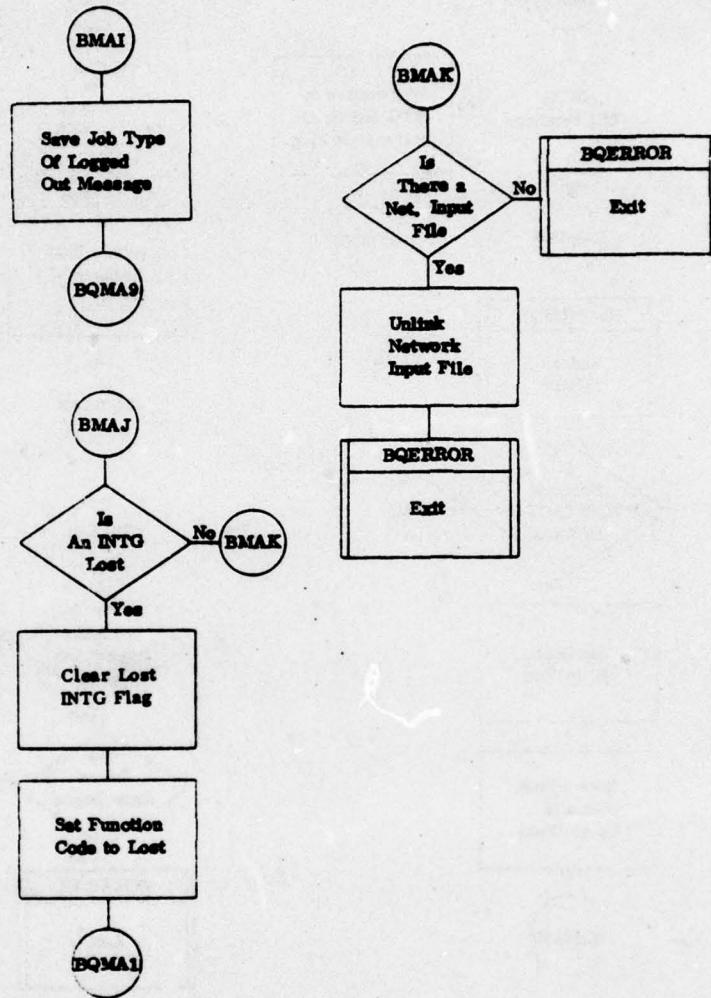 BMAI
Save Job Type
Of Logged
Out Message
BQMA9
BMAJ
Is
An INTG
Lost
No
BMAK
Yes
Clear Lost
INTG Flag
Set Function
Code to Lost
BQMA1
BMAK
Is
There a
Net. Input
File
No
BQERROR
Exit
Yes
Unlink
Network
Input File
BQERROR
Exit